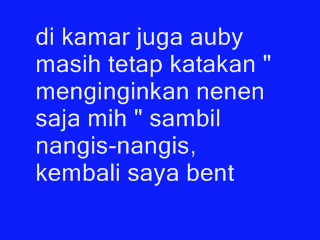 di kamar juga auby
masih tetap katakan "
menginginkan nenen
saja mih " sambil
nangis-nangis,
kembali saya bent